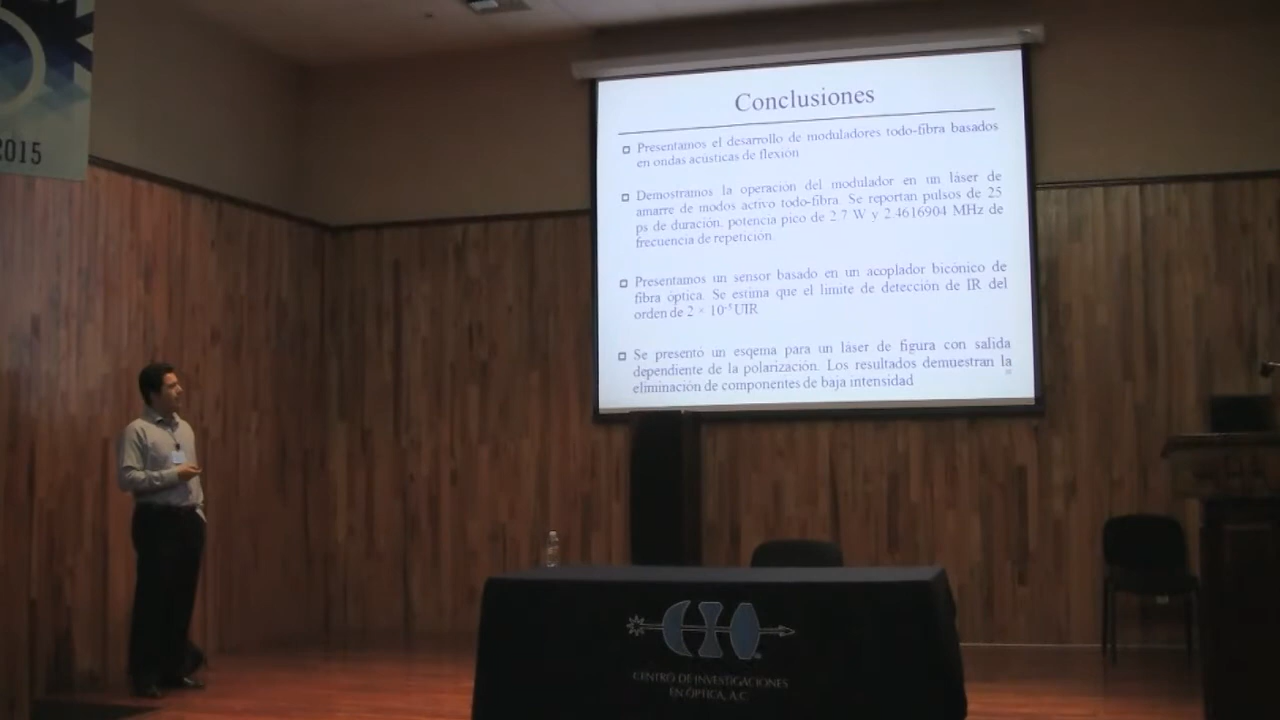 2015
Conclusiones
Presentamos el desarrollo de moduladores todo-fibra basados
en ondas acústicas de flexión
Demostramos la operación del modulador en un láser de
amarre de modos activo todo-fibra. Se reportan pulsos de 25
ps de duración, potencia pico de 2.7 W y 2.4616904 MHz de
frecuencia de repetición
Presentamos un sensor basado en un acoplador bicónico de
fibra óptica. Se estima que el limite de detección de IR del
orden de 2 × 10⁻⁵ UIR
Se presentó un esqema para un láser de figura con salida
dependiente de la polarización. Los resultados demuestran la
eliminación de componentes de baja intensidad
CIO
CENTRO DE INVESTIGACIONES
EN ÓPTICA, A.C.